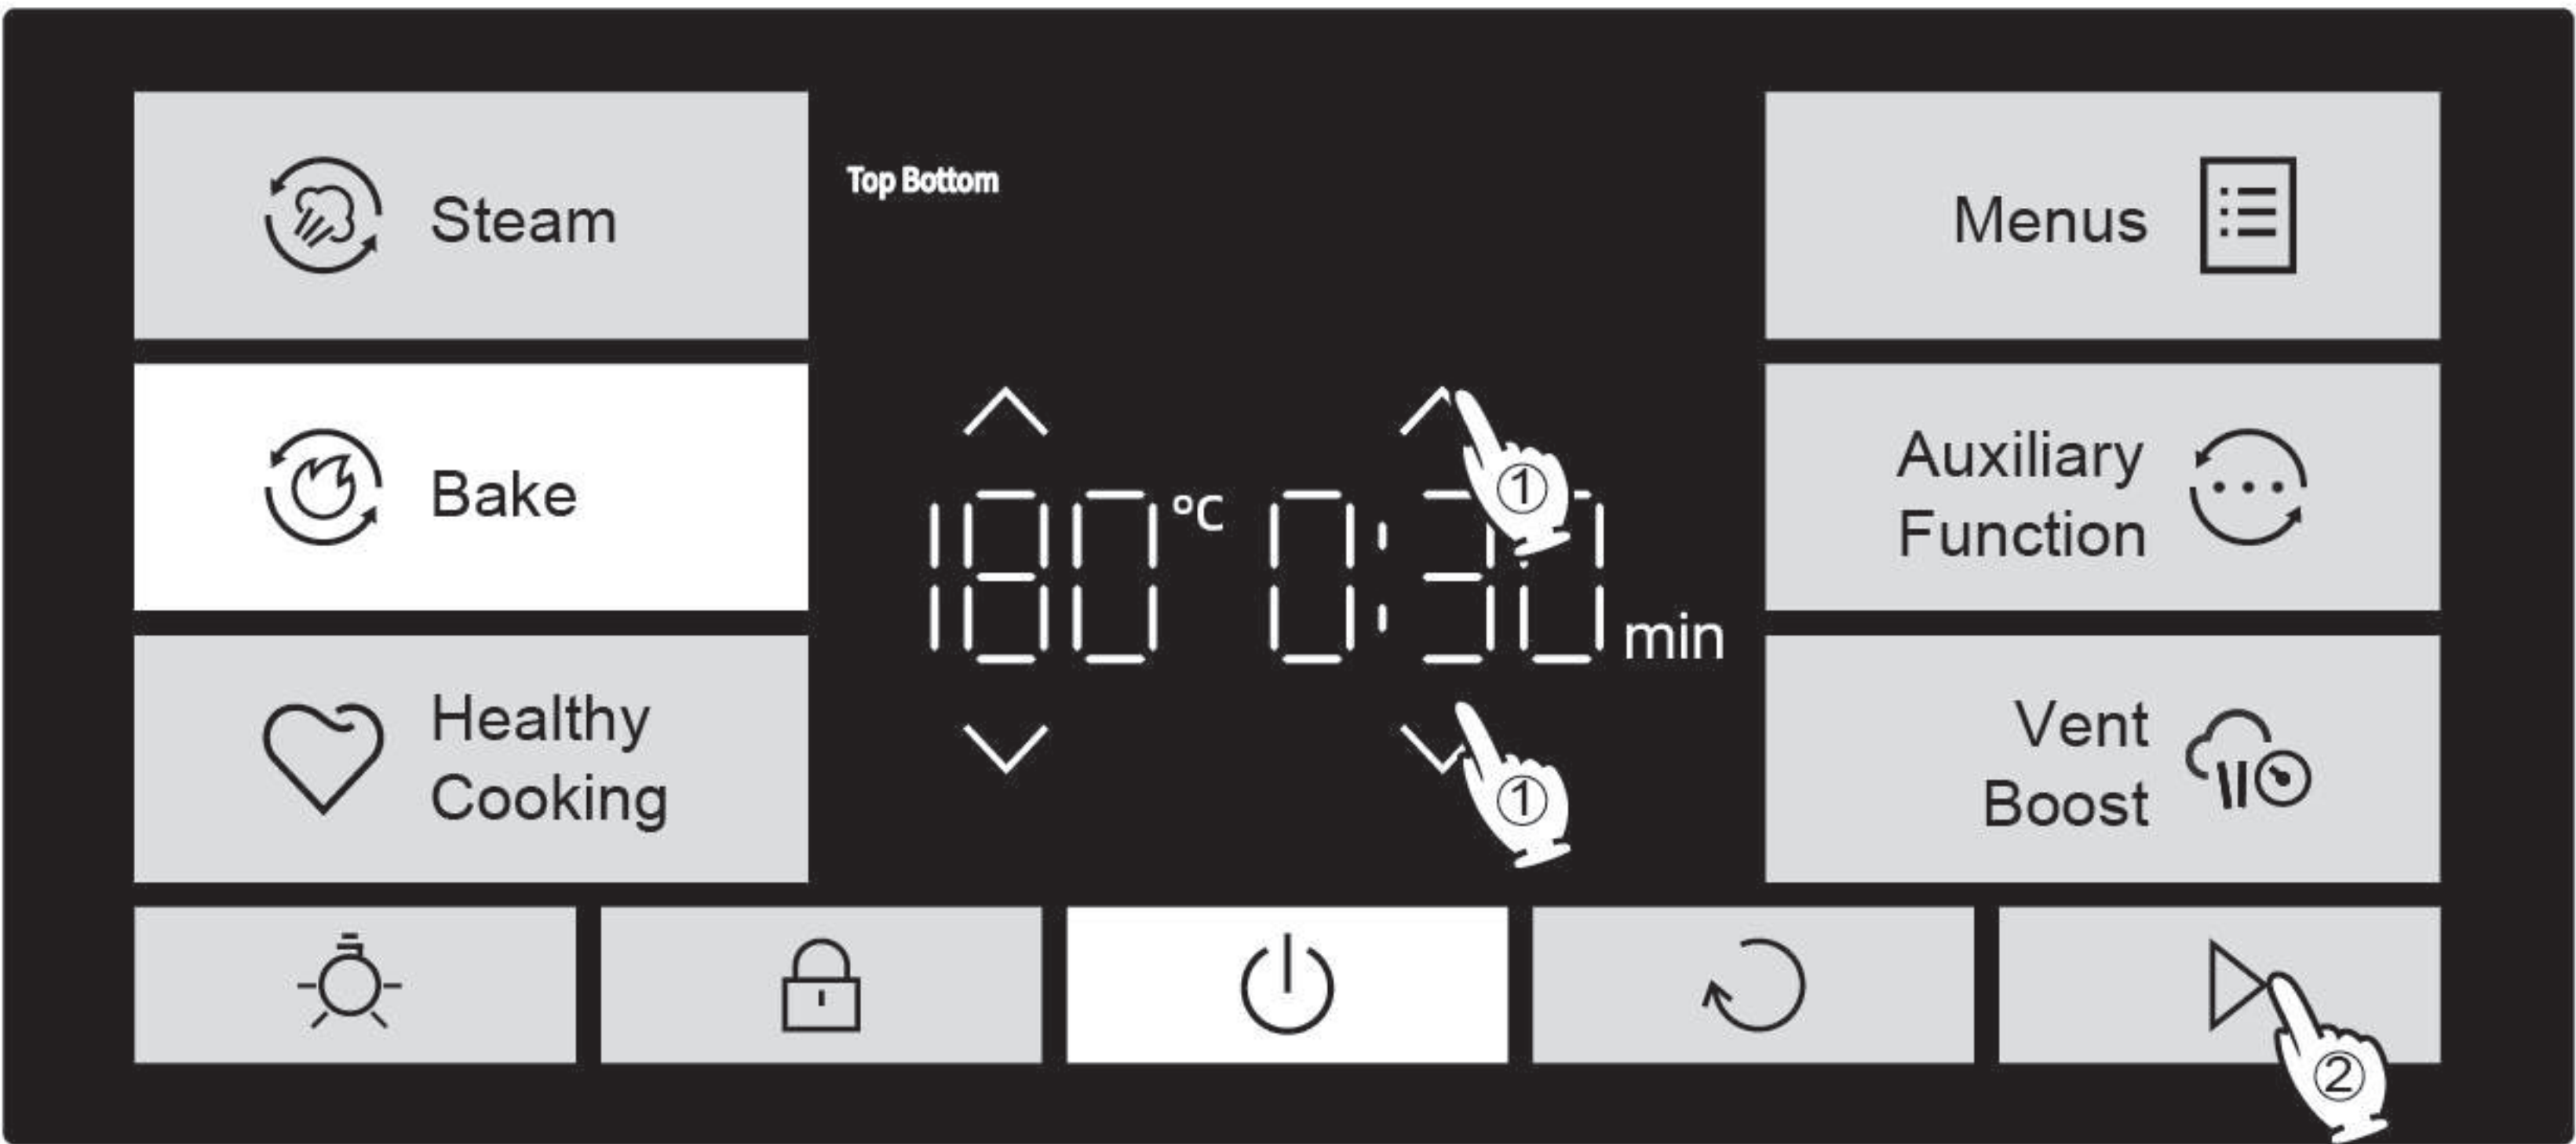 Steam
Top Bottom
Menus
Bake
180 °C 0:30 min
①
Auxiliary
Function
Healthy
Cooking
①
Vent
Boost
②